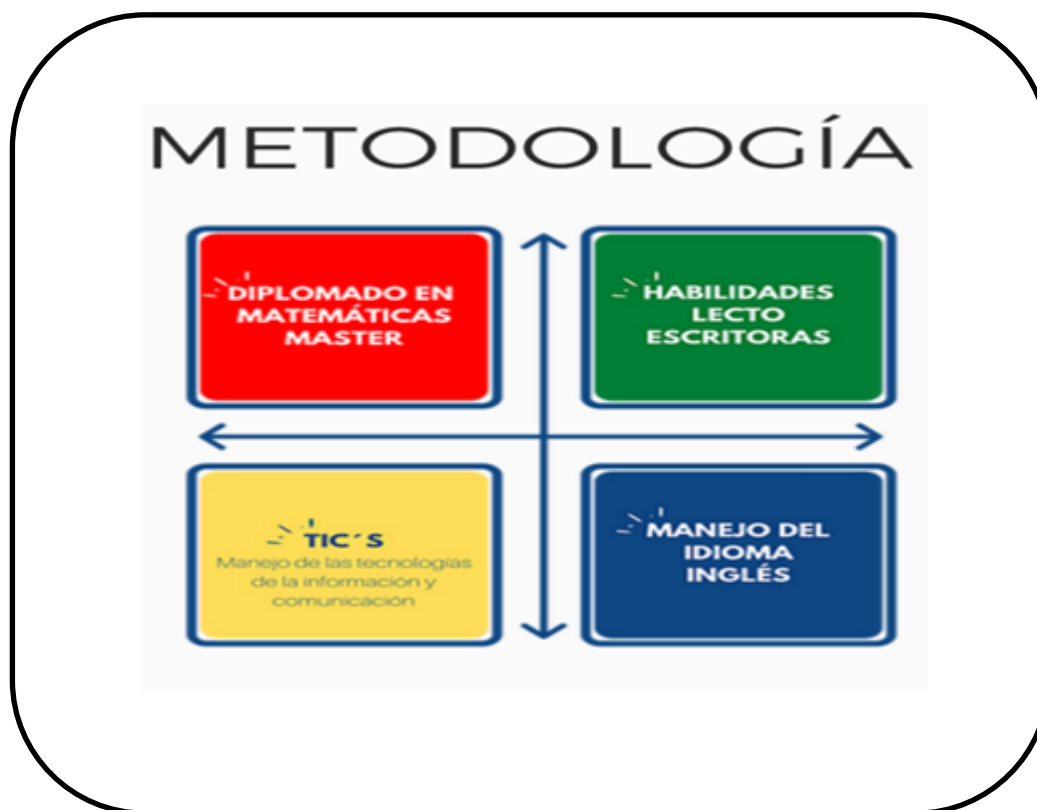 METODOLOGÍA
DIPLOMADO EN
MATEMÁTICAS
MASTER
HABILIDADES
LECTO
ESCRITORAS
TIC´S
Manejo de las tecnologías
de la información y
comunicación
MANEJO DEL
IDIOMA
INGLÉS